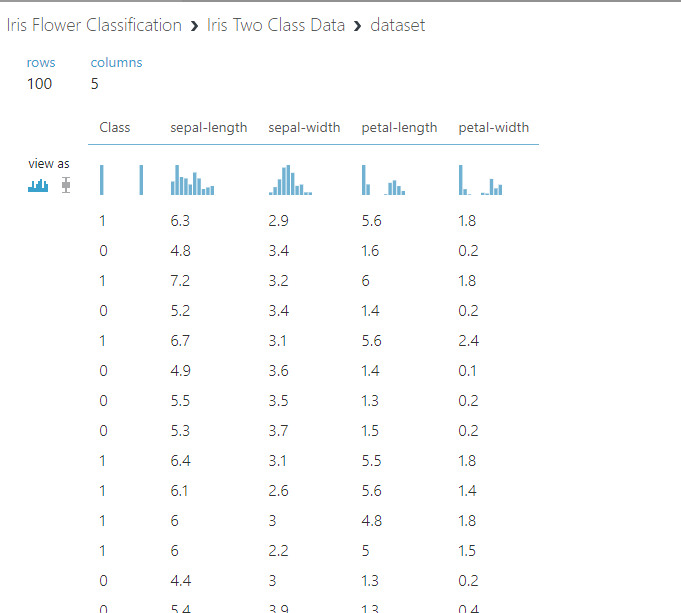 Iris Flower Classification › Iris Two Class Data › dataset
rows columns
100 5
Class sepal-length sepal-width petal-length petal-width
view as
1 6.3 2.9 5.6 1.8
0 4.8 3.4 1.6 0.2
1 7.2 3.2 6 1.8
0 5.2 3.4 1.4 0.2
1 6.7 3.1 5.6 2.4
0 4.9 3.6 1.4 0.1
0 5.5 3.5 1.3 0.2
0 5.3 3.7 1.5 0.2
1 6.4 3.1 5.5 1.8
1 6.1 2.6 5.6 1.4
1 6 3 4.8 1.8
1 6 2.2 5 1.5
0 4.4 3 1.3 0.2
0 5.4 3.9 1.3 0.4